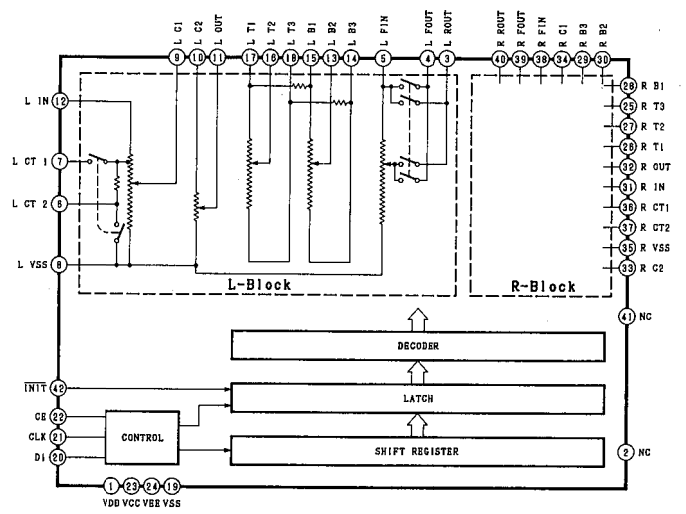 L C1
L C2
L OUT
L T1
L T2
L T3
L B1
L B2
L B3
L FIN
L FOUT
L ROUT
R ROUT
R FOUT
R FIN
R C1
R B3
R B2
9 10 11 17 16 18 15 13 14 5 4 3 40 39 38 34 29 30
L IN 12
L CT 1 7
L CT 2 6
L VSS 8
28 R B1
25 R T3
27 R T2
26 R T1
32 R OUT
31 R IN
36 R CT1
37 R CT2
35 R VSS
33 R C2
L-Block
R-Block
41 NC
DECODER
INIT 42
LATCH
CE 22
CLK 21
DI 20
CONTROL
SHIFT REGISTER
2 NC
1 23 24 19
VDD VCC VEE VSS